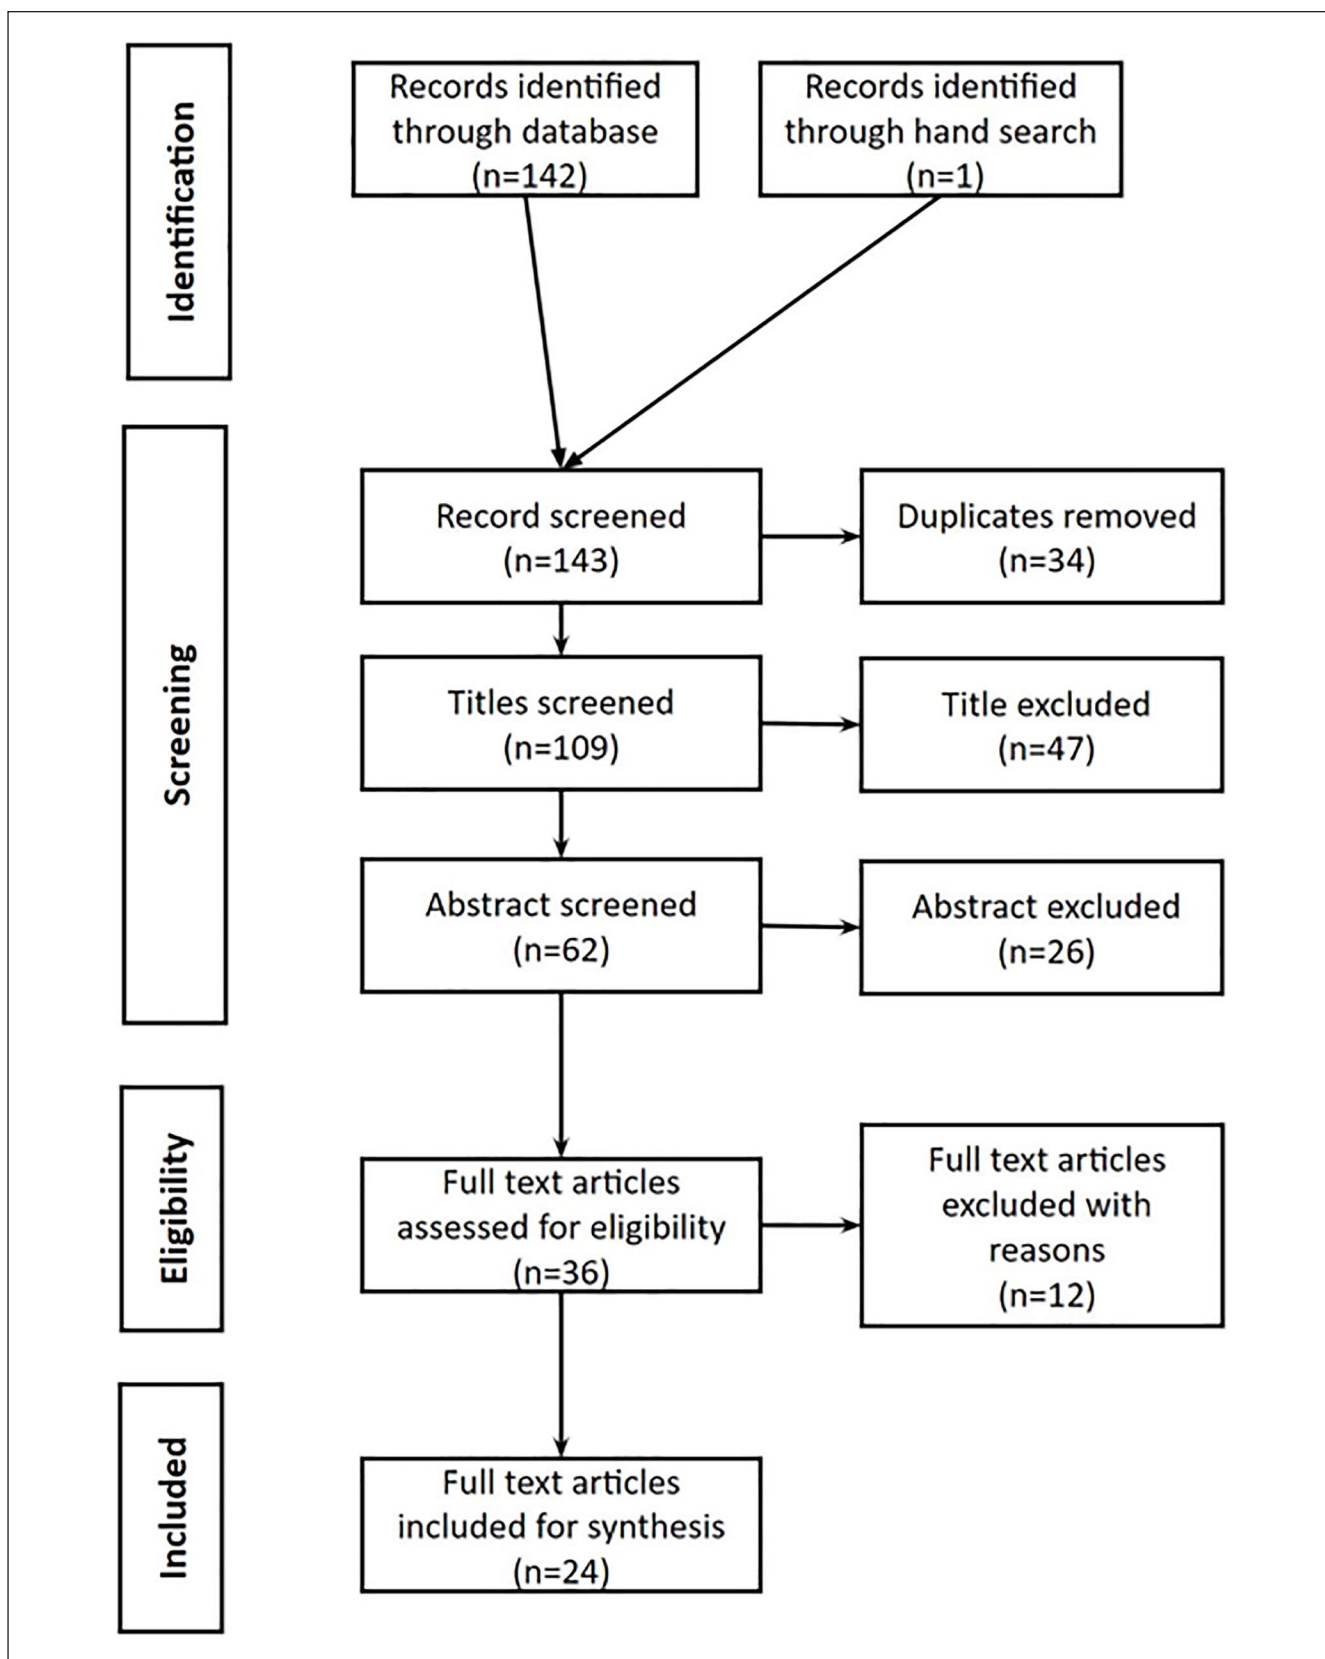 Identification
Records identified
through database
(n=142)
Records identified
through hand search
(n=1)
Screening
Record screened
(n=143)
Duplicates removed
(n=34)
Titles screened
(n=109)
Title excluded
(n=47)
Abstract screened
(n=62)
Abstract excluded
(n=26)
Eligibility
Full text articles
assessed for eligibility
(n=36)
Full text articles
excluded with
reasons
(n=12)
Included
Full text articles
included for synthesis
(n=24)